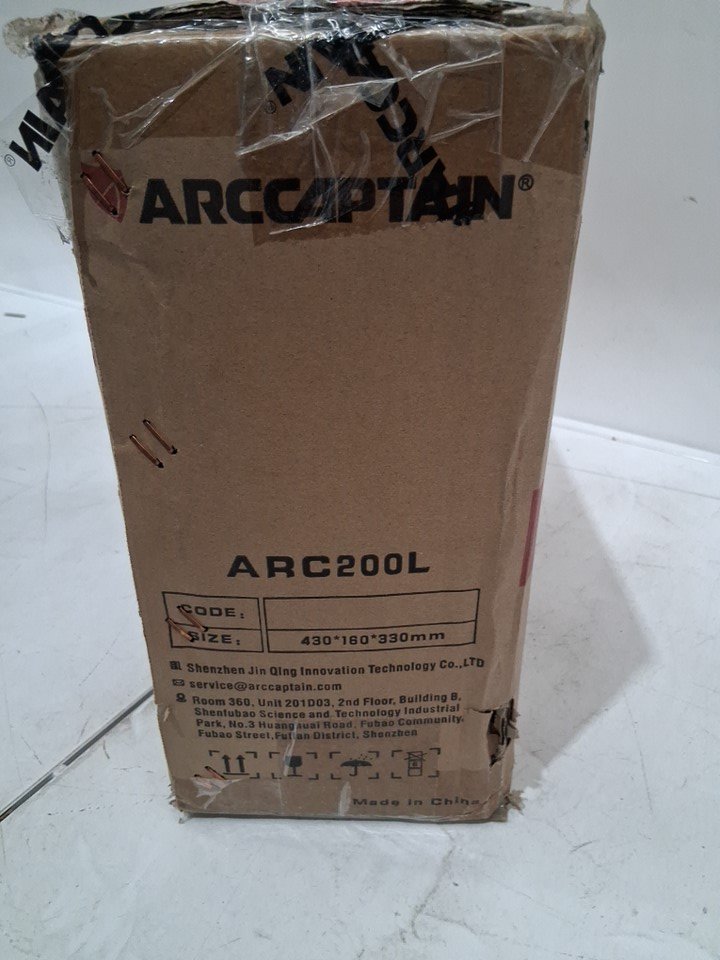 ARCCAPTAIN®
ARC200L
CODE:
SIZE: 430*160*330mm
Shenzhen Jin Qing Innovation Technology Co.,LTD
service@arccaptain.com
Room 360, Unit 201D03, 2nd Floor, Building B,
Shenfubao Science and Technology Industrial
Park, No.3 Huangguai Road, Fubao Community,
Fubao Street, Futian District, Shenzhen
Made in China